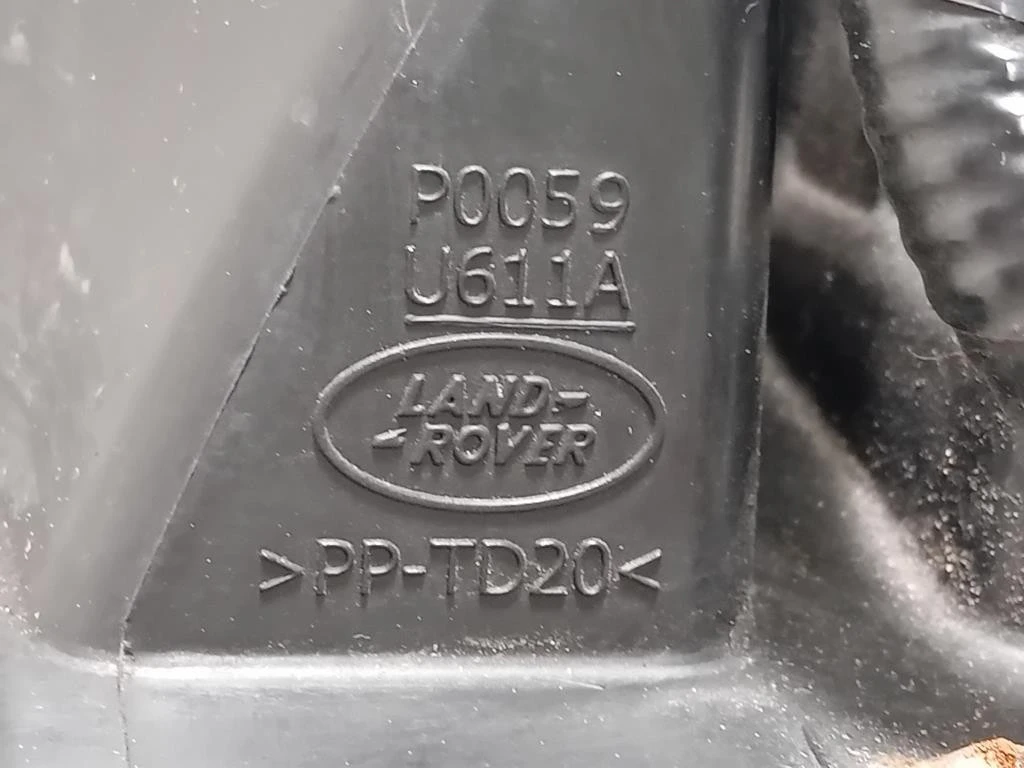 P0059
U611A
LAND-
-ROVER
>PP-TD20<